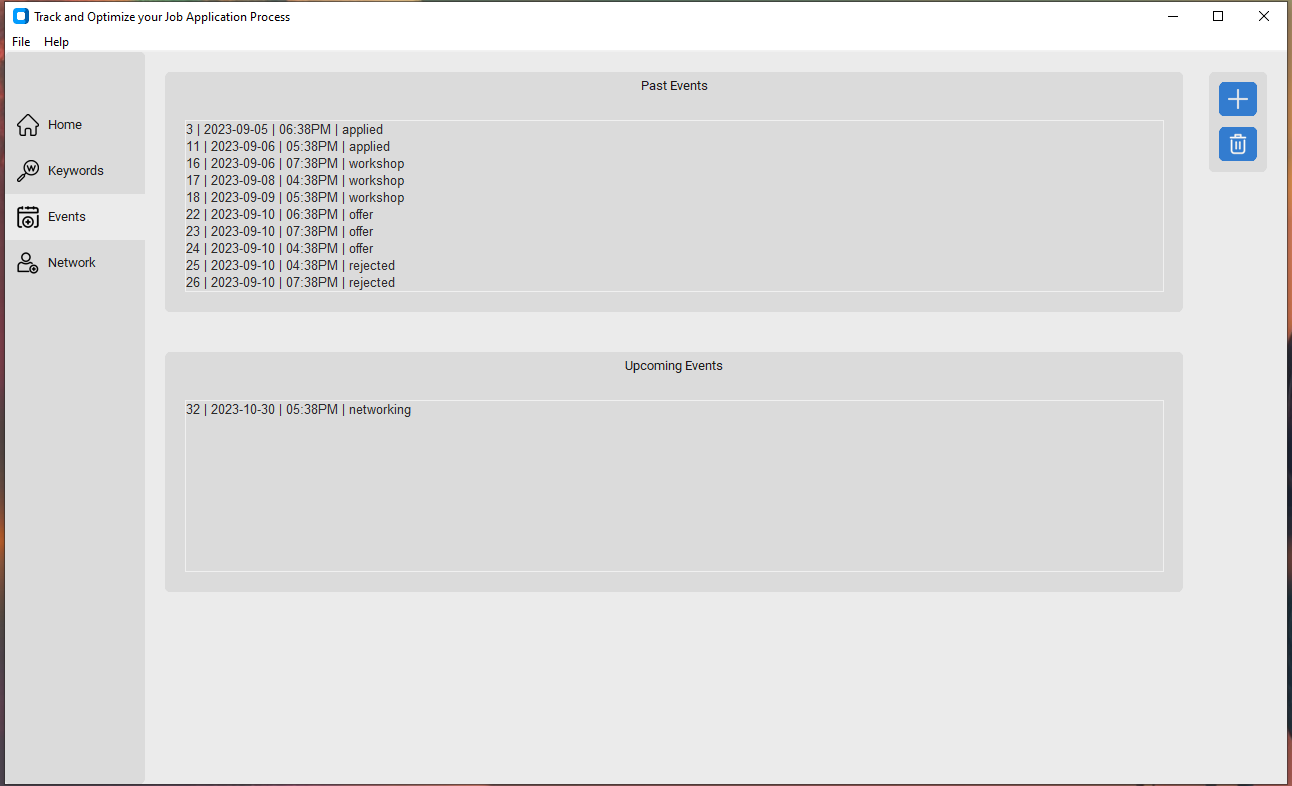 Track and Optimize your Job Application Process
File Help
Home
Keywords
Events
Network
Past Events
3 | 2023-09-05 | 06:38PM | applied
11 | 2023-09-06 | 05:38PM | applied
16 | 2023-09-06 | 07:38PM | workshop
17 | 2023-09-08 | 04:38PM | workshop
18 | 2023-09-09 | 05:38PM | workshop
22 | 2023-09-10 | 06:38PM | offer
23 | 2023-09-10 | 07:38PM | offer
24 | 2023-09-10 | 04:38PM | offer
25 | 2023-09-10 | 04:38PM | rejected
26 | 2023-09-10 | 07:38PM | rejected
Upcoming Events
32 | 2023-10-30 | 05:38PM | networking